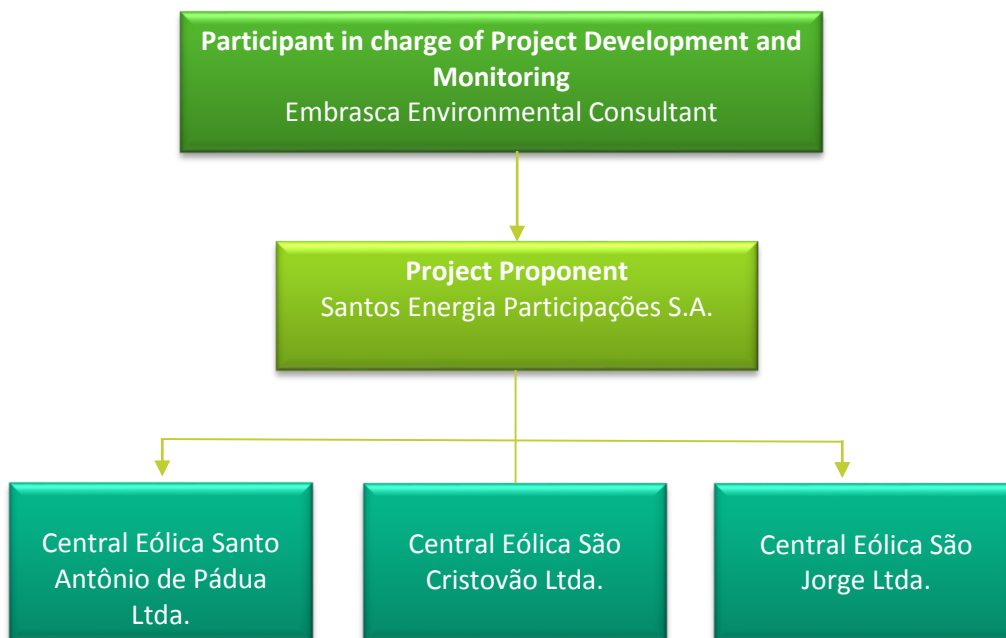 Participant in charge of Project Development and
Monitoring
Embrasca Environmental Consultant
Project Proponent
Santos Energia Participações S.A.
Central Eólica Santo
Antônio de Pádua
Ltda.
Central Eólica São
Cristovão Ltda.
Central Eólica São
Jorge Ltda.